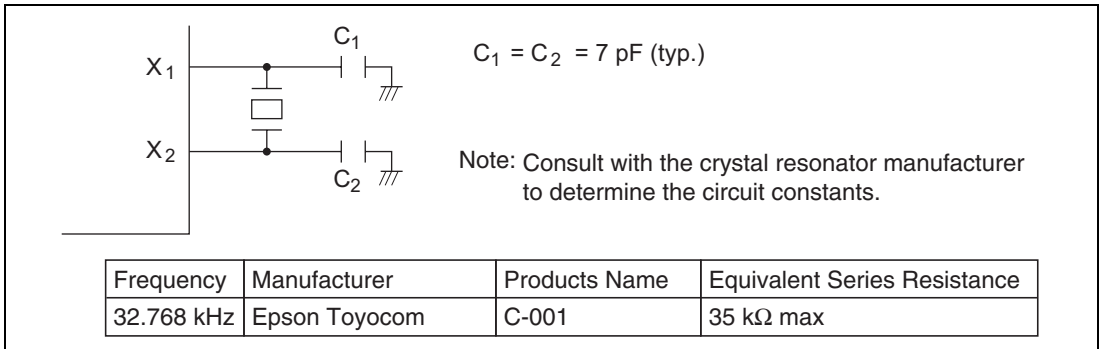 C1
X1
C1 = C2 = 7 pF (typ.)
X2
C2
Note: Consult with the crystal resonator manufacturer
to determine the circuit constants.
Frequency Manufacturer Products Name Equivalent Series Resistance
32.768 kHz Epson Toyocom C-001 35 kΩ max